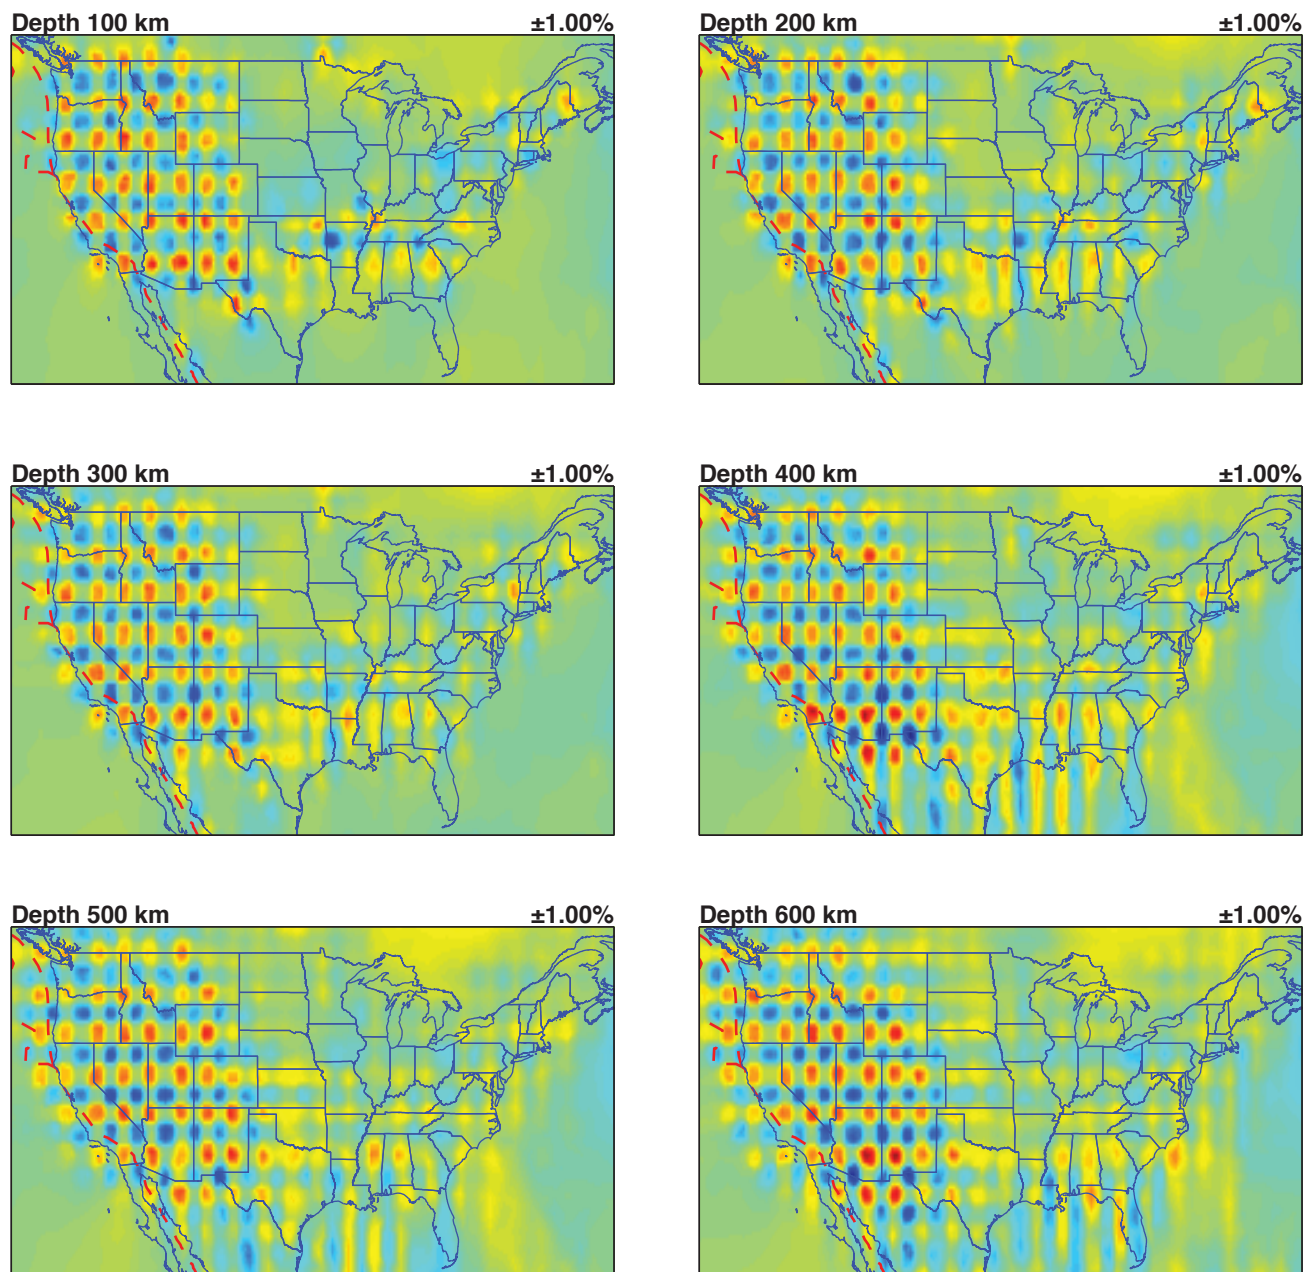 Depth 100 km ±1.00%
Depth 200 km ±1.00%
Depth 300 km ±1.00%
Depth 400 km ±1.00%
Depth 500 km ±1.00%
Depth 600 km ±1.00%